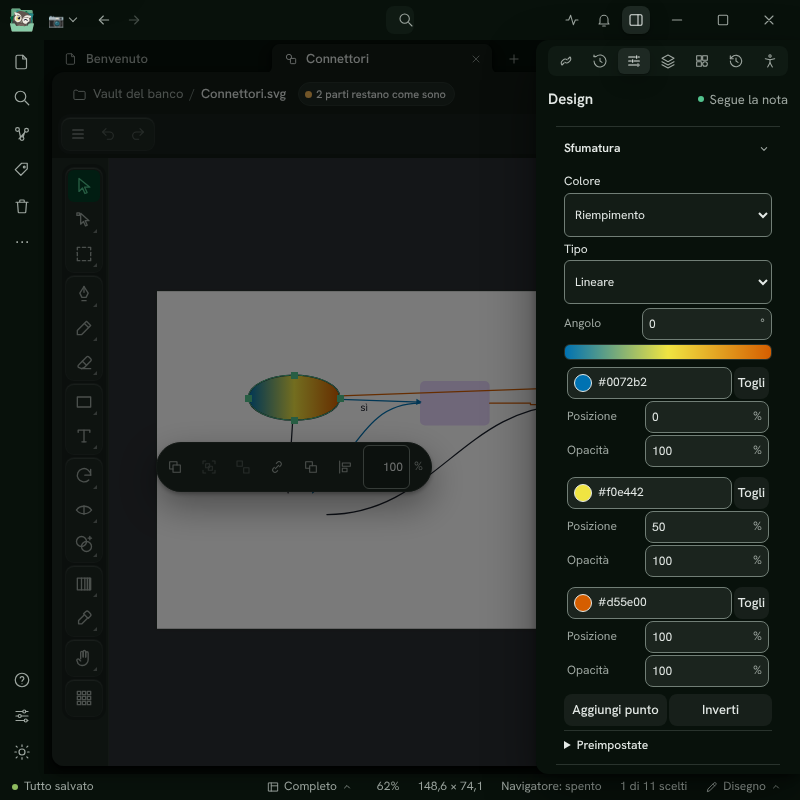 Benvenuto
Connettori
Vault del banco / Connettori.svg
2 parti restano come sono
Design
Segue la nota
Sfumatura
Colore
Riempimento
Tipo
Lineare
Angolo
0 °
#0072b2
Togli
Posizione
0 %
Opacità
100 %
#f0e442
Togli
Posizione
50 %
Opacità
100 %
#d55e00
Togli
Posizione
100 %
Opacità
100 %
Aggiungi punto
Inverti
Preimpostate
sì
100 %
Tutto salvato
Completo
62%
148,6 × 74,1
Navigatore: spento
1 di 11 scelti
Disegno